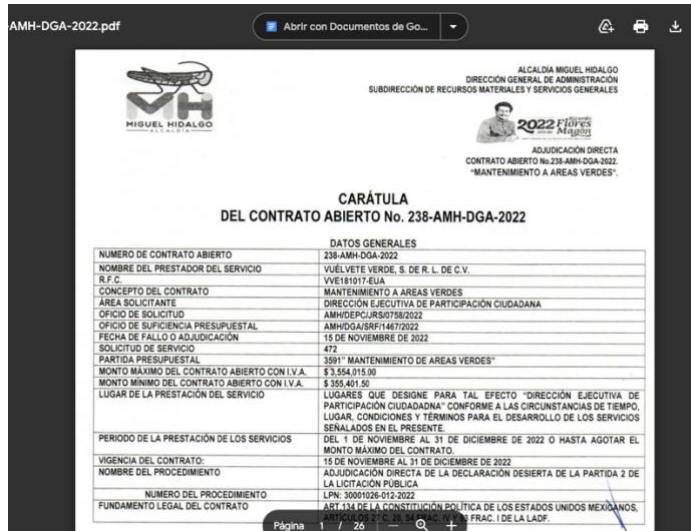 -AMH-DGA-2022.pdf
Abrir con Documentos de Go...
MH
MIGUEL HIDALGO
ALCALDÍA
ALCALDÍA MIGUEL HIDALGO
DIRECCIÓN GENERAL DE ADMINISTRACIÓN
SUBDIRECCIÓN DE RECURSOS MATERIALES Y SERVICIOS GENERALES
2022 Ricardo Flores Magón
ADJUDICACIÓN DIRECTA
CONTRATO ABIERTO No.238-AMH-DGA-2022.
"MANTENIMIENTO A AREAS VERDES".
CARÁTULA
DEL CONTRATO ABIERTO No. 238-AMH-DGA-2022
DATOS GENERALES
NUMERO DE CONTRATO ABIERTO 238-AMH-DGA-2022
NOMBRE DEL PRESTADOR DEL SERVICIO VUÉLVETE VERDE, S. DE R. L. DE C.V.
R.F.C. VVE181017-EUA
CONCEPTO DEL CONTRATO MANTENIMIENTO A AREAS VERDES
ÁREA SOLICITANTE DIRECCIÓN EJECUTIVA DE PARTICIPACIÓN CIUDADANA
OFICIO DE SOLICITUD AMH/DEPC/JRS/0758/2022
OFICIO DE SUFICIENCIA PRESUPUESTAL AMH/DGA/SRF/1467/2022
FECHA DE FALLO O ADJUDICACIÓN 15 DE NOVIEMBRE DE 2022
SOLICITUD DE SERVICIO 472
PARTIDA PRESUPUESTAL 3591" MANTENIMIENTO DE AREAS VERDES"
MONTO MÁXIMO DEL CONTRATO ABIERTO CON I.V.A. $ 3,554,015.00
MONTO MÍNIMO DEL CONTRATO ABIERTO CON I.V.A. $ 355,401.50
LUGAR DE LA PRESTACIÓN DEL SERVICIO LUGARES QUE DESIGNE PARA TAL EFECTO "DIRECCIÓN EJECUTIVA DE
PARTICIPACIÓN CIUDADADNA" CONFORME A LAS CIRCUNSTANCIAS DE TIEMPO,
LUGAR, CONDICIONES Y TÉRMINOS PARA EL DESARROLLO DE LOS SERVICIOS
SEÑALADOS EN EL PRESENTE.
PERIODO DE LA PRESTACIÓN DE LOS SERVICIOS DEL 1 DE NOVIEMBRE AL 31 DE DICIEMBRE DE 2022 O HASTA AGOTAR EL
MONTO MÁXIMO DEL CONTRATO.
VIGENCIA DEL CONTRATO: 15 DE NOVIEMBRE AL 31 DE DICIEMBRE DE 2022
NOMBRE DEL PROCEDIMIENTO ADJUDICACIÓN DIRECTA DE LA DECLARACIÓN DESIERTA DE LA PARTIDA 2 DE
LA LICITACIÓN PÚBLICA
NUMERO DEL PROCEDIMIENTO LPN: 30001026-012-2022
FUNDAMENTO LEGAL DEL CONTRATO ART.134 DE LA CONSTITUCIÓN POLÍTICA DE LOS ESTADOS UNIDOS MEXICANOS,
ARTÍCULOS 27 C, 28, 54 FRAC. IV Y 63 FRAC. I DE LA LADF.
Página 1 / 26